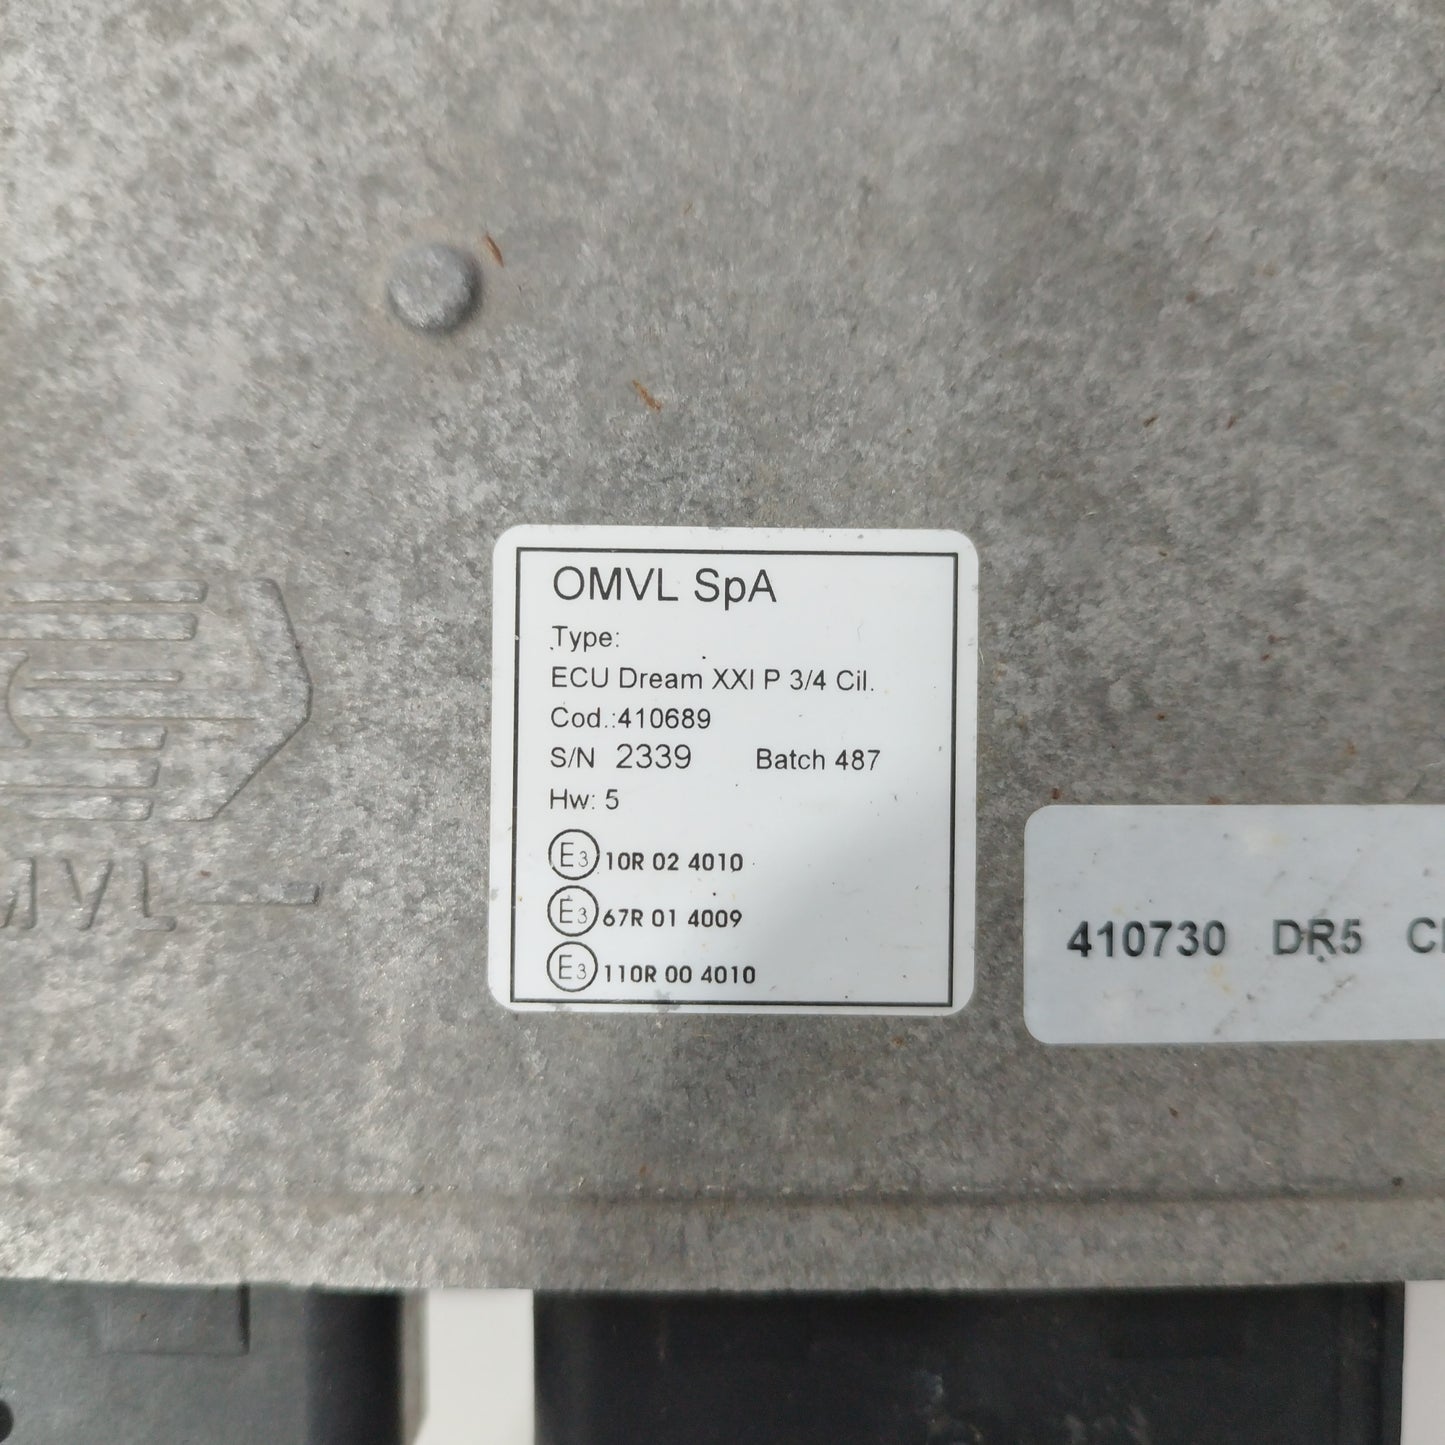 OMVL SpA
Type:
ECU Dream XXI P 3/4 Cil.
Cod.:410689
S/N 2339 Batch 487
Hw: 5
E3 10R 02 4010
E3 67R 01 4009
E3 110R 00 4010
410730 DR5